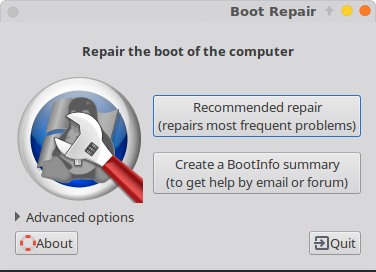 Boot Repair
Repair the boot of the computer
Recommended repair
(repairs most frequent problems)
Create a BootInfo summary
(to get help by email or forum)
Advanced options
About
Quit